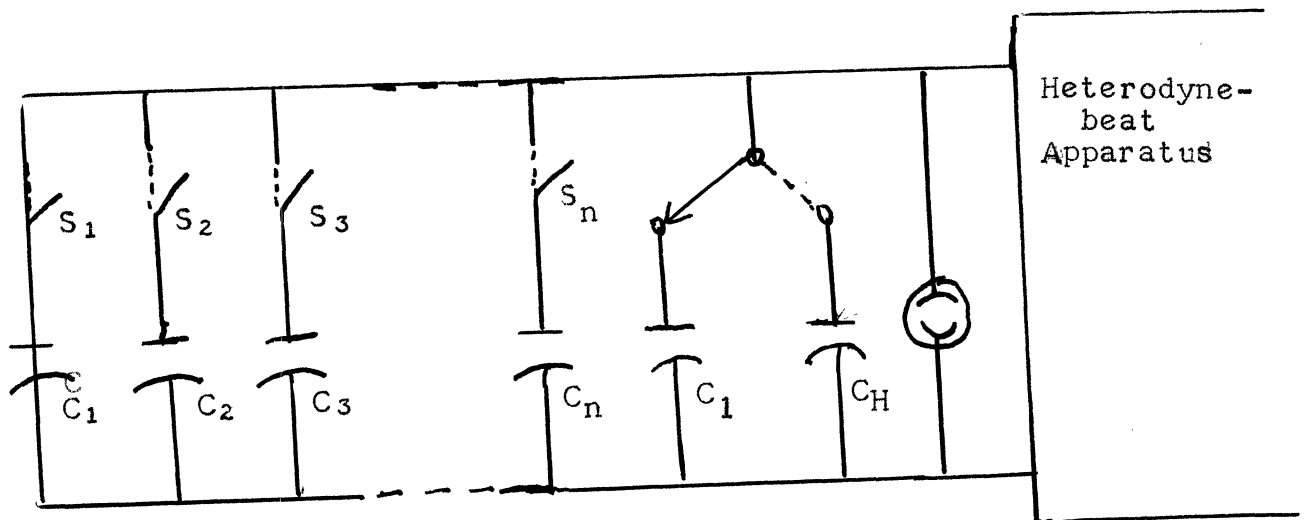 Heterodyne-
beat
Apparatus
S1
S2
S3
Sn
C
C1
C2
C3
Cn
C1
CH